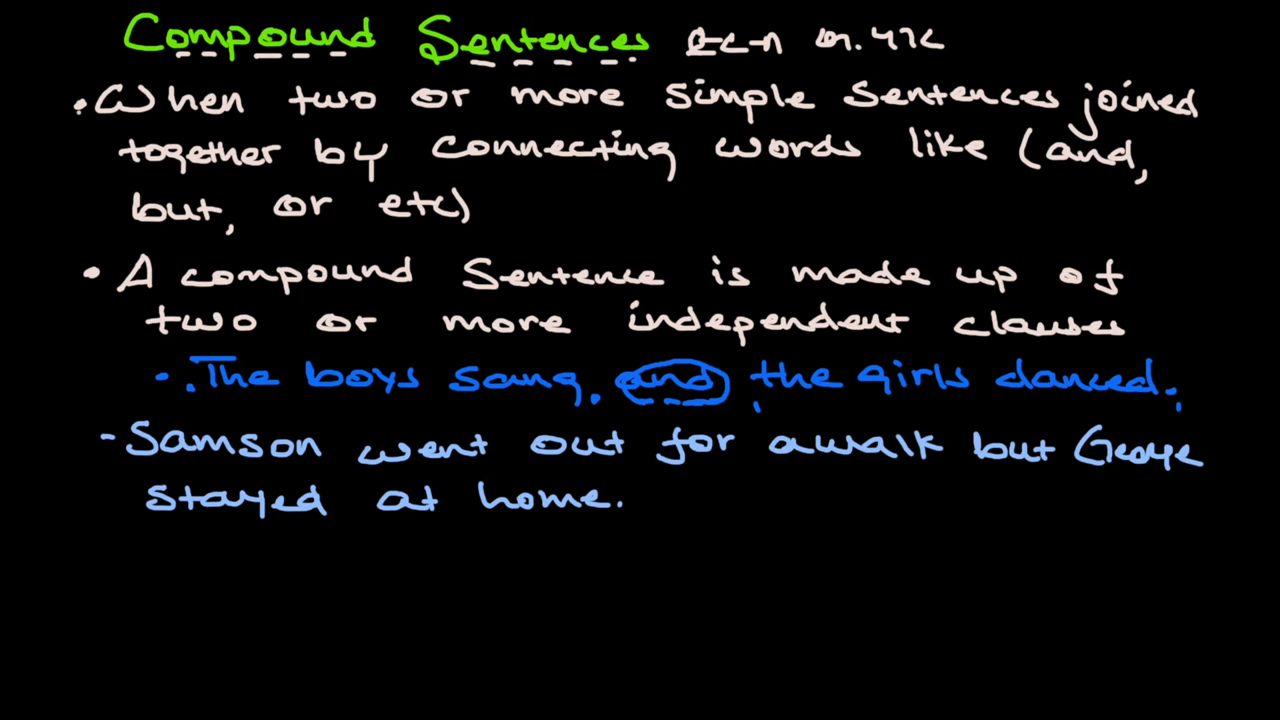 Compound Sentences
• When two or more simple sentences joined
together by connecting words like (and,
but, or etc)
• A compound Sentence is made up of
two or more independent clauses
• The boys sang. and the girls danced.
- Samson went out for a walk but George
stayed at home.